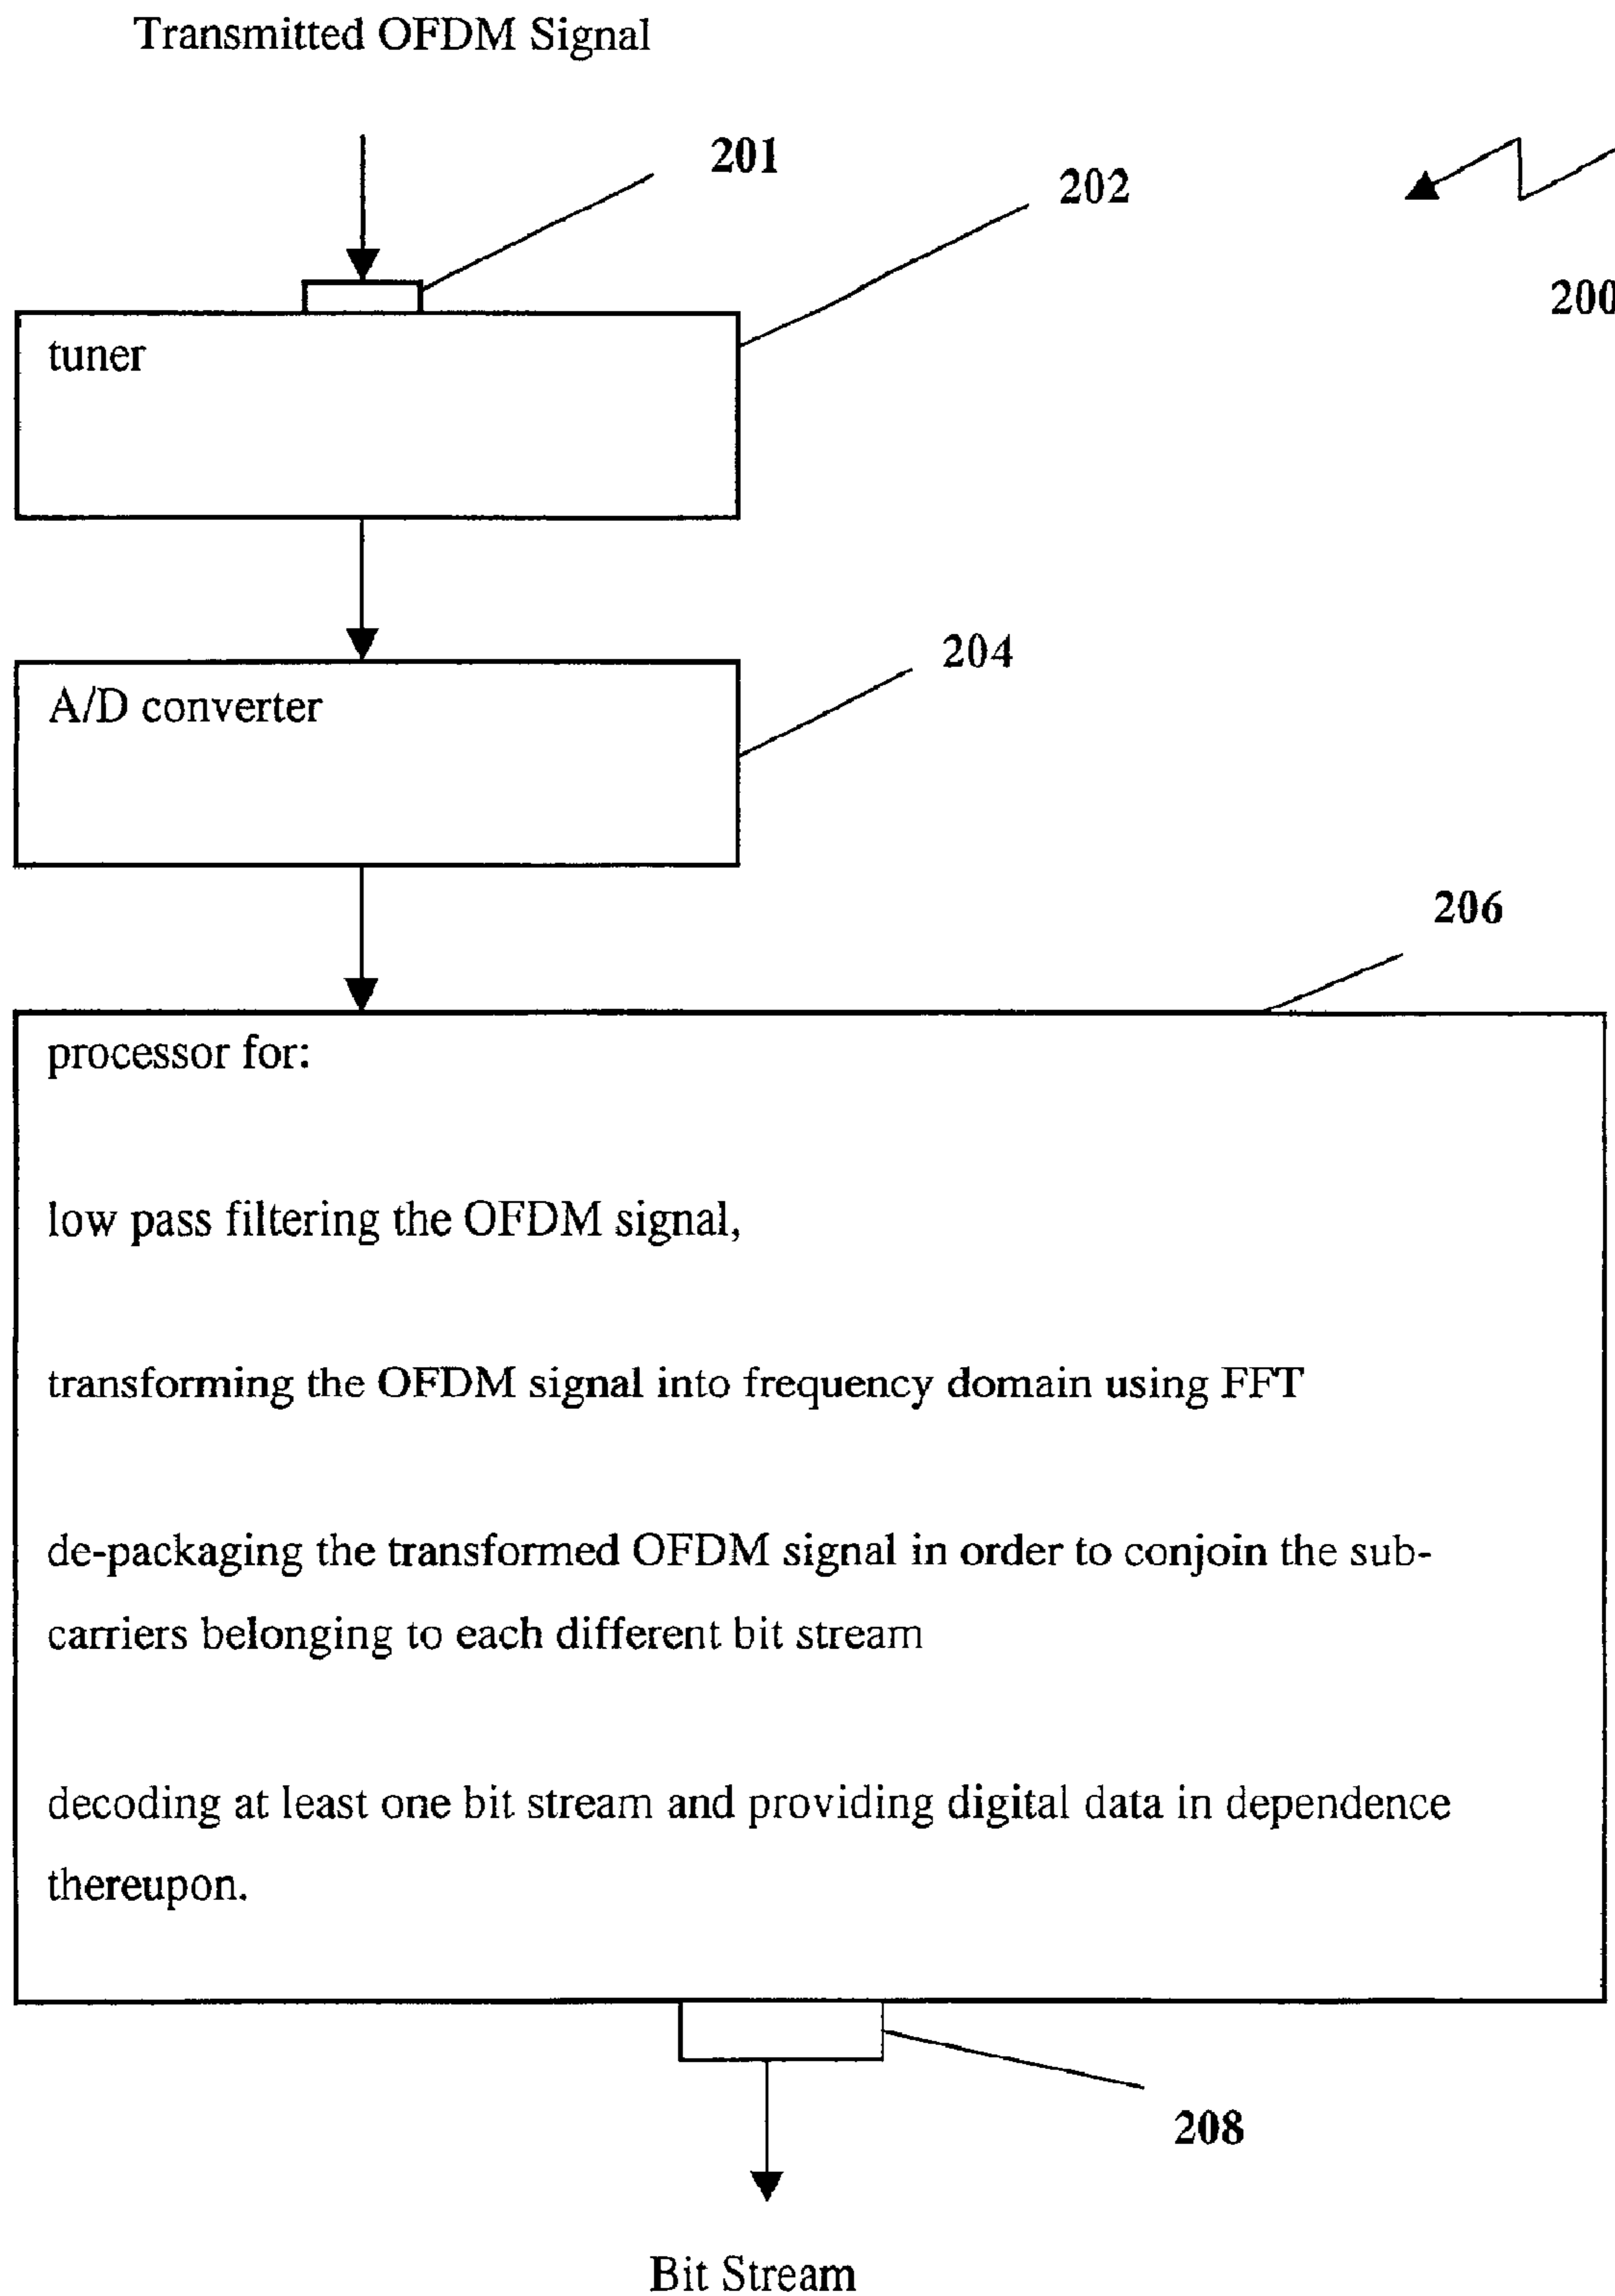 Transmitted OFDM Signal
201
202
200
tuner
204
A/D converter
206
processor for:
low pass filtering the OFDM signal,
transforming the OFDM signal into frequency domain using FFT
de-packaging the transformed OFDM signal in order to conjoin the sub-
carriers belonging to each different bit stream
decoding at least one bit stream and providing digital data in dependence
thereupon.
208
Bit Stream